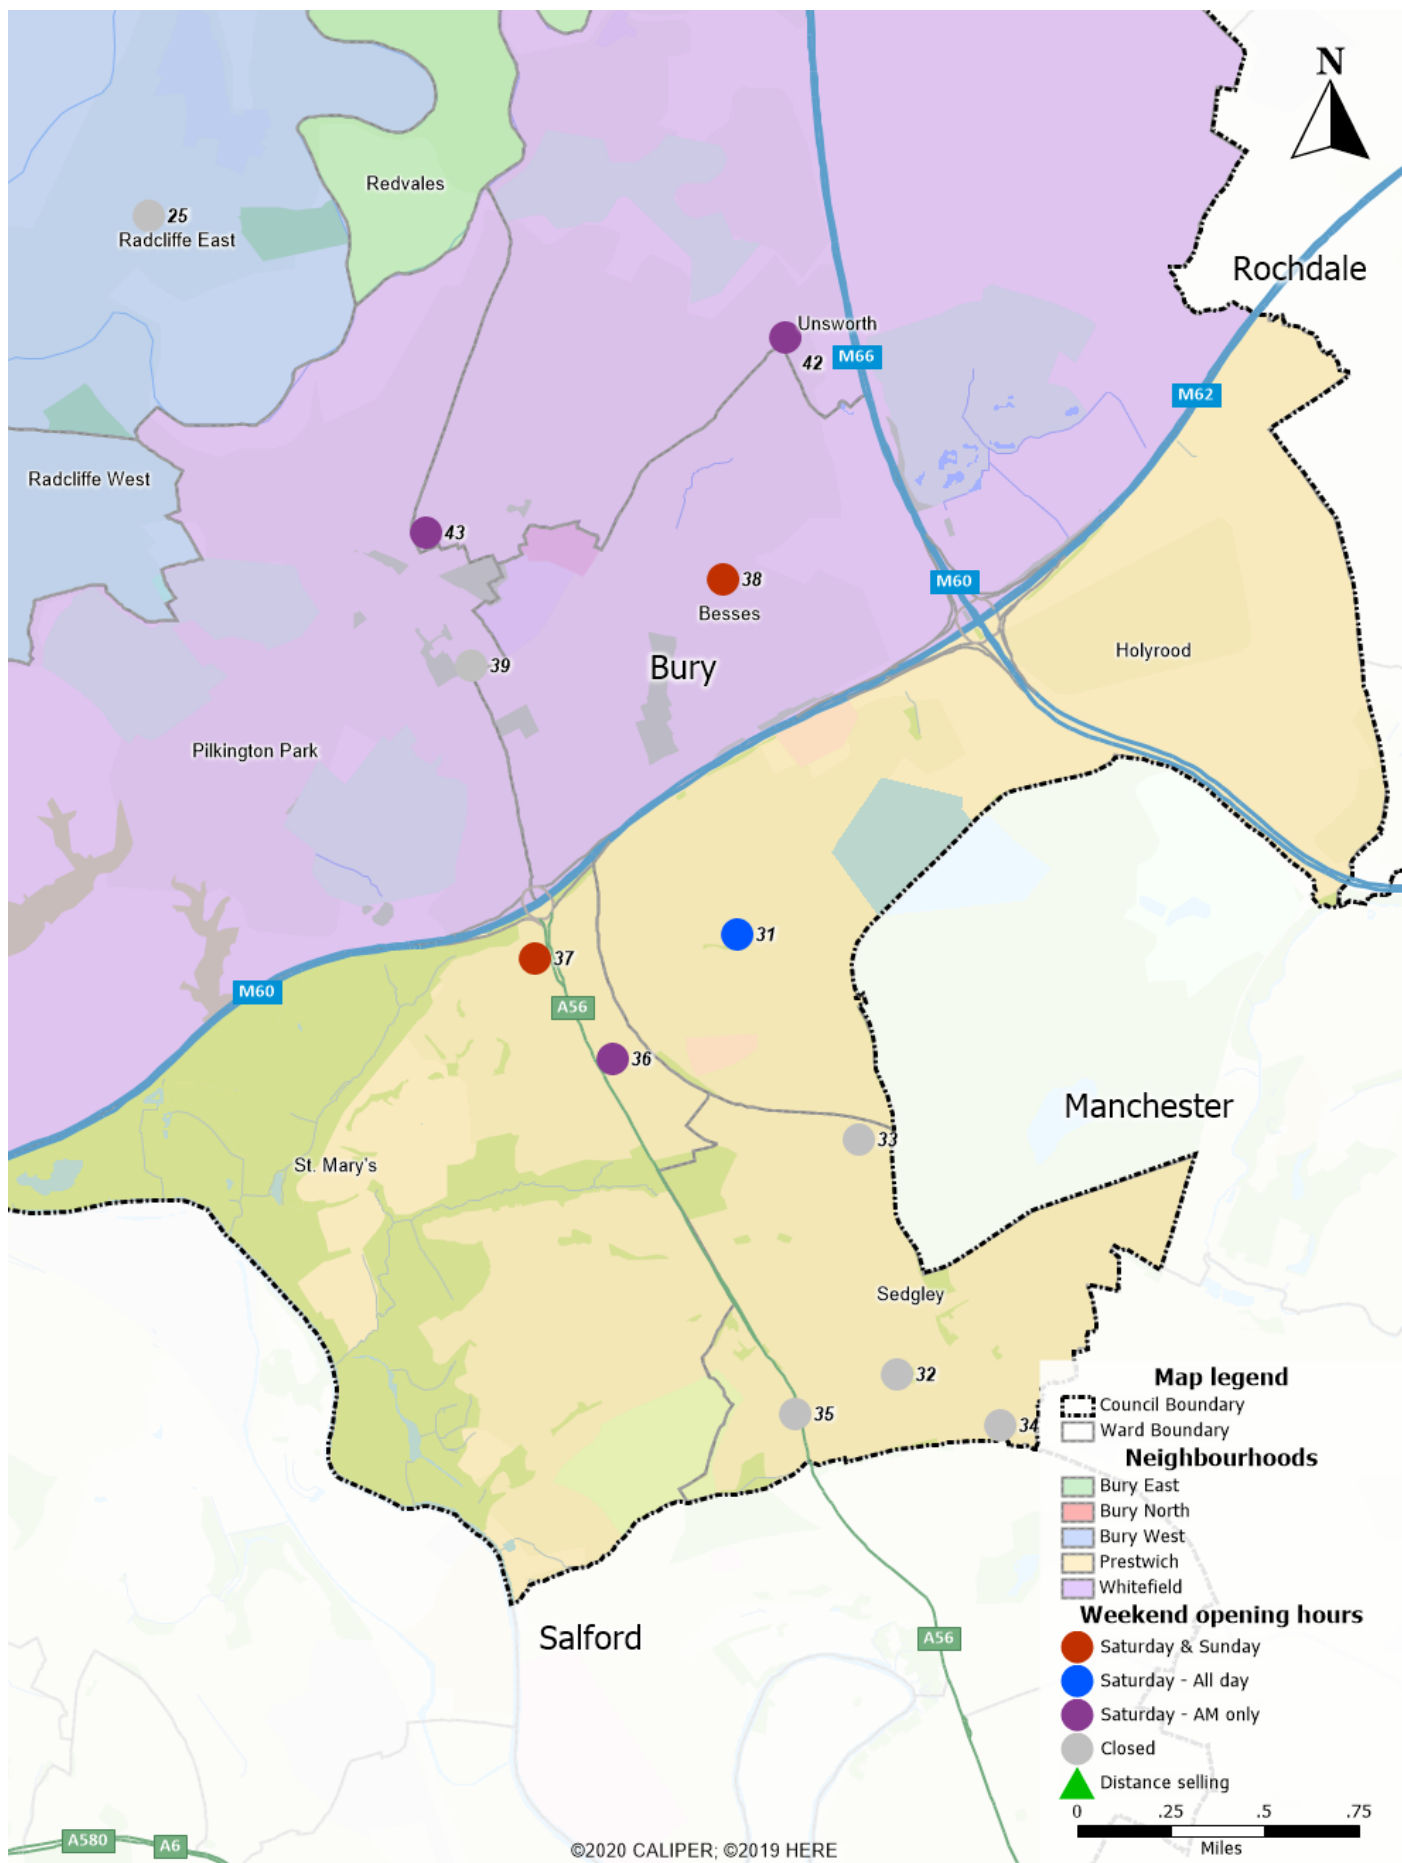 N
Redvales
25
Radcliffe East
Rochdale
Unsworth
42
M66
M62
Radcliffe West
43
38
M60
Besses
Holyrood
39
Bury
Pilkington Park
31
37
M60
A56
36
Manchester
33
St. Mary's
Sedgley
32
35
34
Map legend
Council Boundary
Ward Boundary
Neighbourhoods
Bury East
Bury North
Bury West
Prestwich
Whitefield
Weekend opening hours
Saturday & Sunday
Saturday - All day
Saturday - AM only
Closed
Distance selling
0 .25 .5 .75
Miles
Salford
A56
A580
A6
©2020 CALIPER; ©2019 HERE